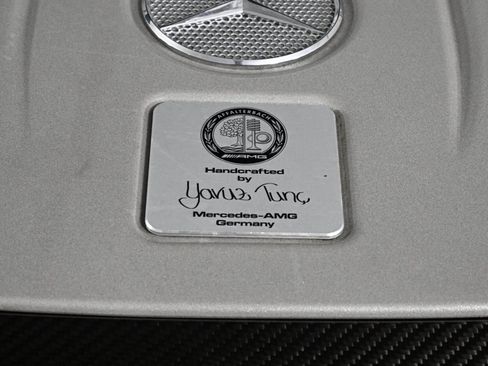 AFFALTERBACH
AMG
Handcrafted
by
Yavuz Tunç
Mercedes-AMG
Germany